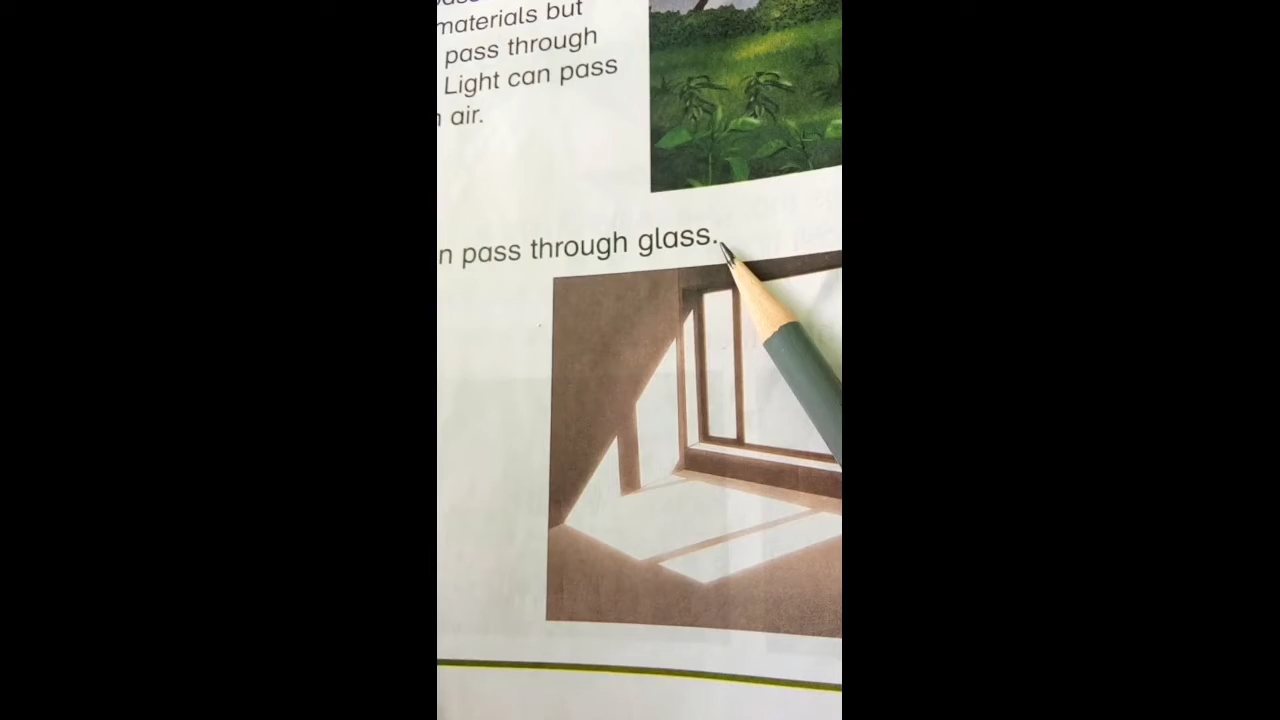 materials but
pass through
Light can pass
air.
n pass through glass.